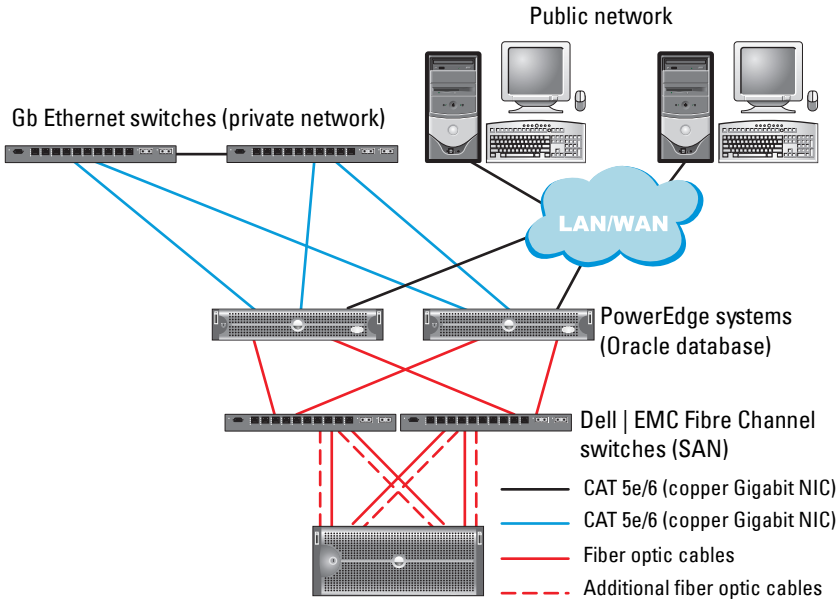 Public network
Gb Ethernet switches (private network)
LAN/WAN
PowerEdge systems
(Oracle database)
Dell | EMC Fibre Channel
switches (SAN)
CAT 5e/6 (copper Gigabit NIC)
CAT 5e/6 (copper Gigabit NIC)
Fiber optic cables
Additional fiber optic cables